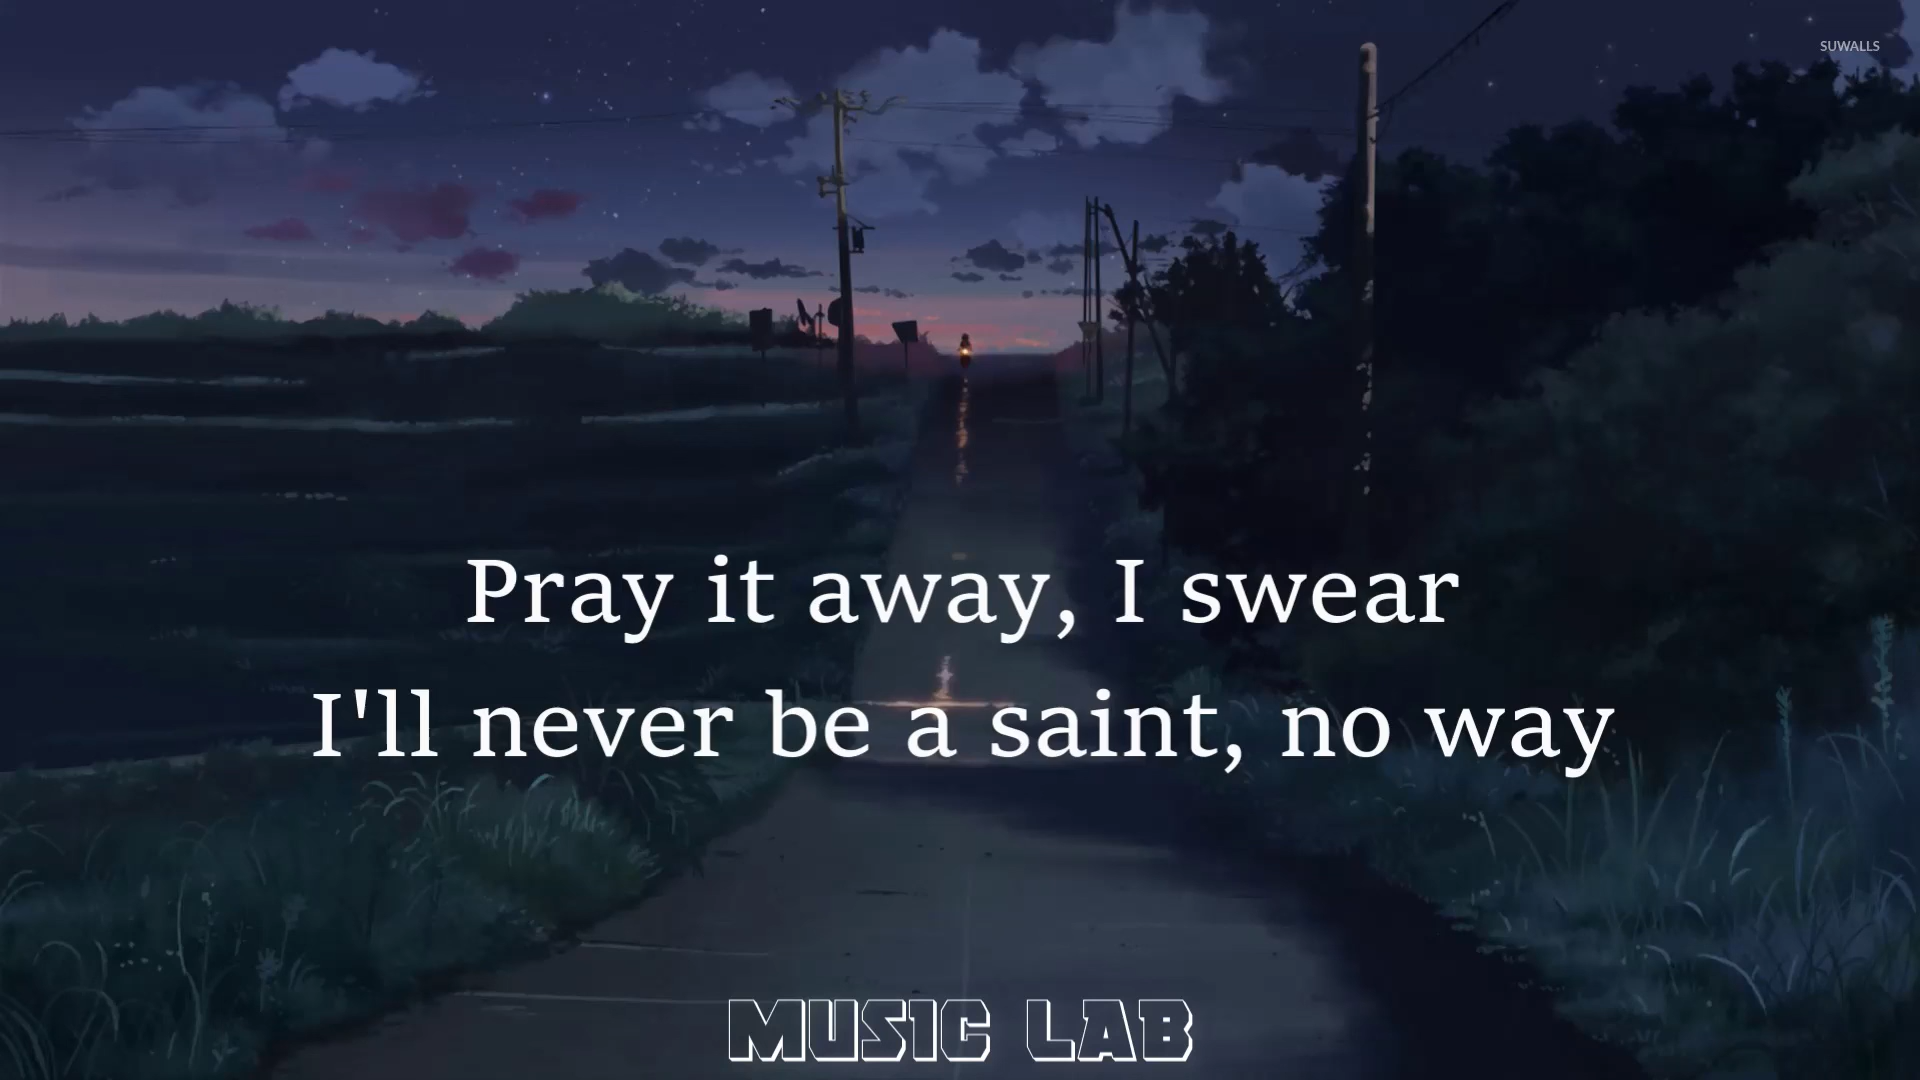 SUWALLS
Pray it away, I swear
I'll never be a saint, no way
MUSIC LAB